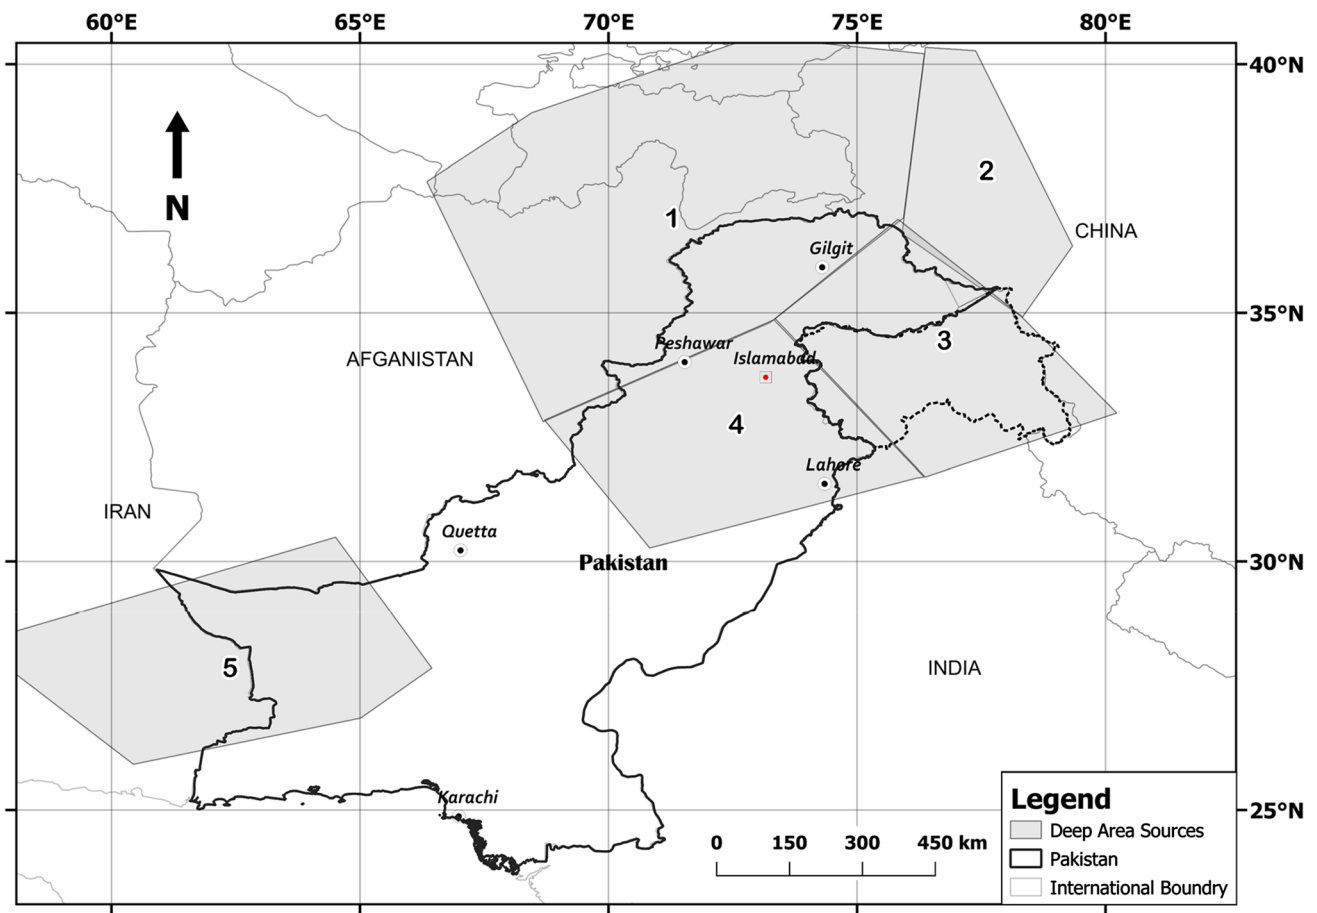 60°E 65°E 70°E 75°E 80°E
40°N
2
N
1
CHINA
Gilgit
35°N
3
Peshawar
AFGANISTAN
Islamabad
4
Lahore
IRAN
Quetta
Pakistan
30°N
5
INDIA
Karachi
25°N
Legend
Deep Area Sources
Pakistan
International Boundry
0 150 300 450 km